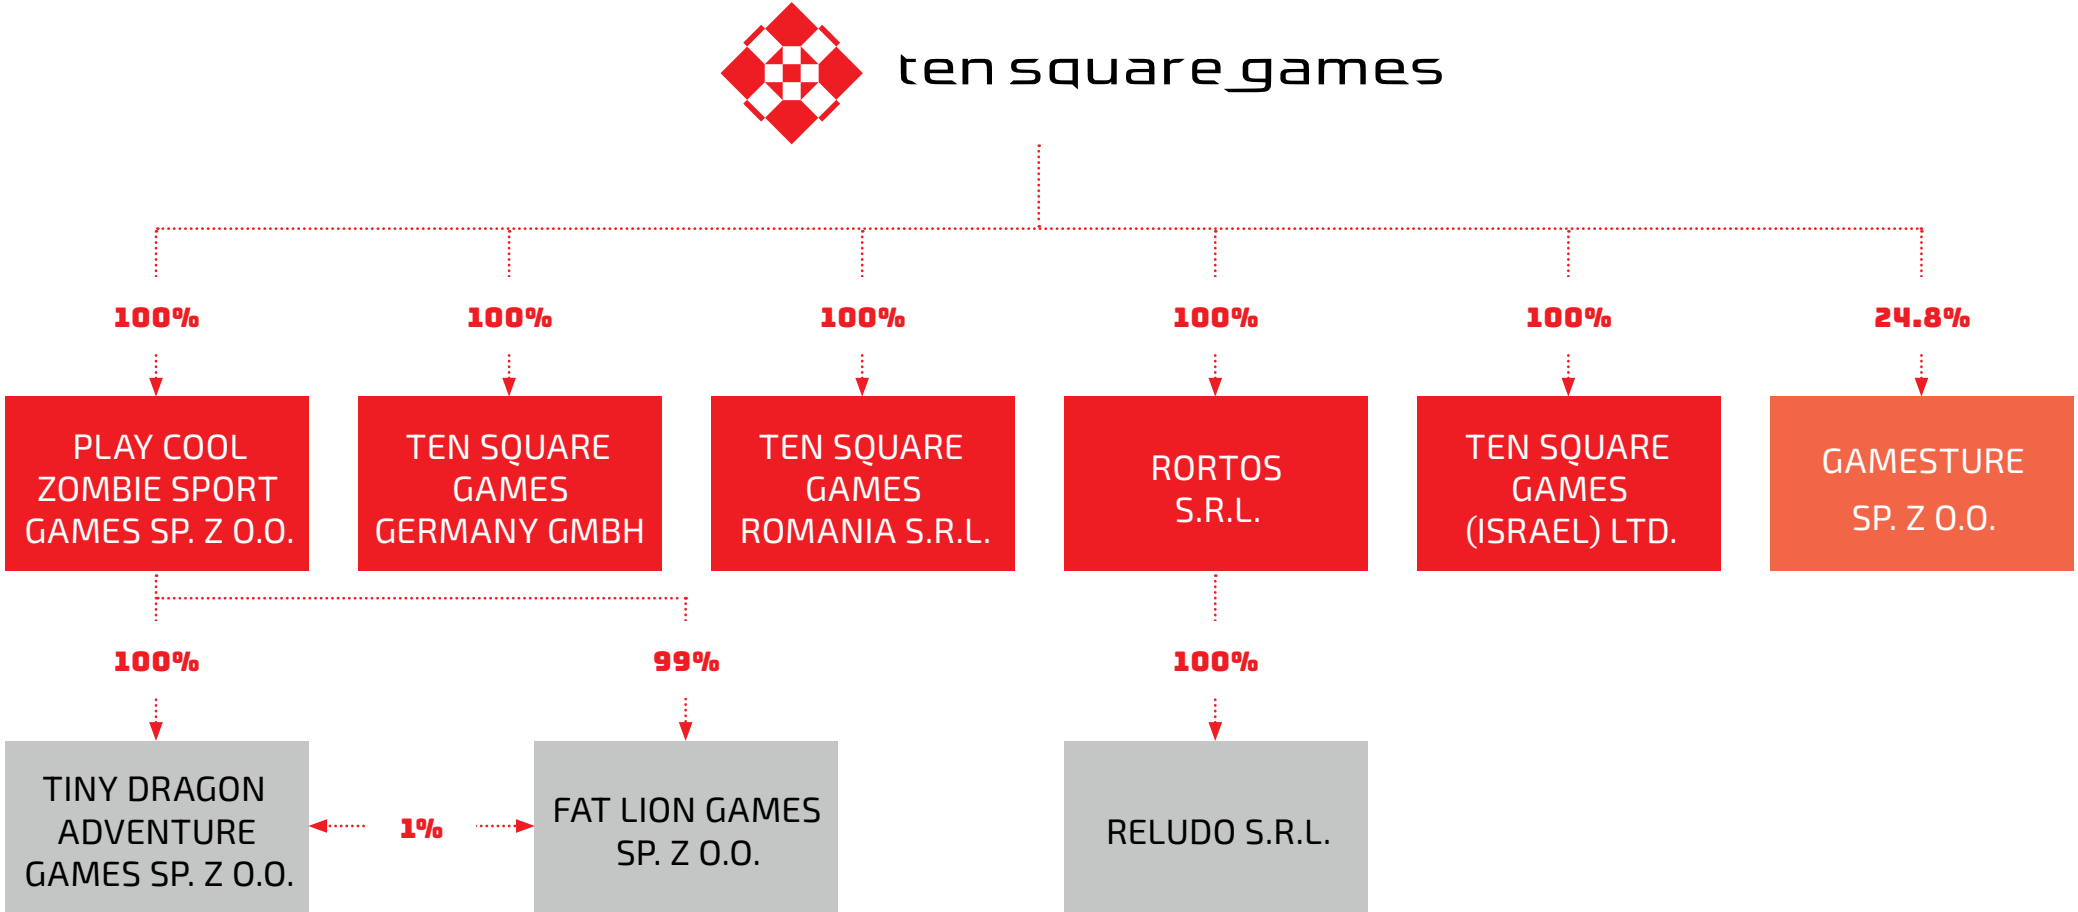 ten square games
100%
100%
100%
100%
100%
24.8%
PLAY COOL
ZOMBIE SPORT
GAMES SP. Z O.O.
TEN SQUARE
GAMES
GERMANY GMBH
TEN SQUARE
GAMES
ROMANIA S.R.L.
RORTOS
S.R.L.
TEN SQUARE
GAMES
(ISRAEL) LTD.
GAMESTURE
SP. Z O.O.
100%
99%
100%
TINY DRAGON
ADVENTURE
GAMES SP. Z O.O.
1%
FAT LION GAMES
SP. Z O.O.
RELUDO S.R.L.